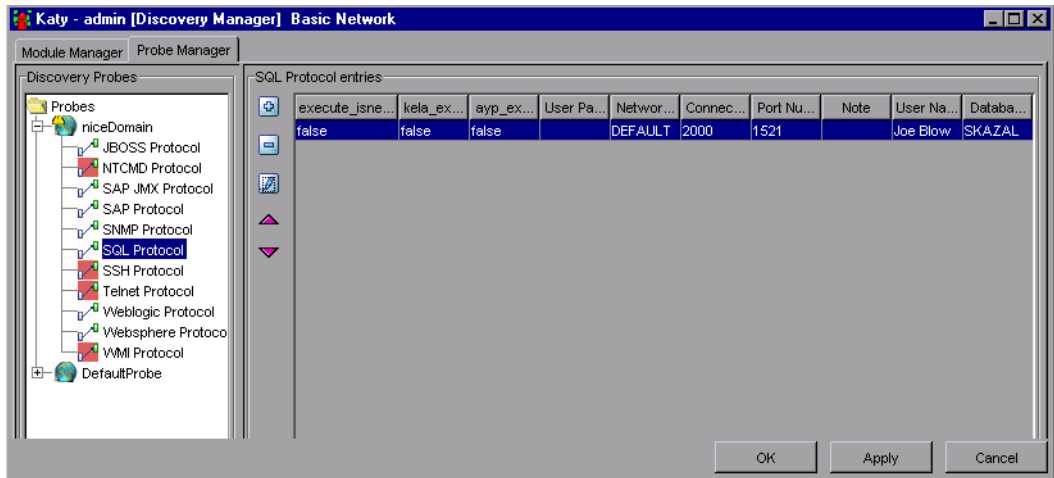 Katy - admin [Discovery Manager] Basic Network
Module Manager Probe Manager
Discovery Probes
Probes
niceDomain
JBOSS Protocol
NTCMD Protocol
SAP JMX Protocol
SAP Protocol
SNMP Protocol
SQL Protocol
SSH Protocol
Telnet Protocol
Weblogic Protocol
Websphere Protoco
WMI Protocol
DefaultProbe
SQL Protocol entries
execute_isne... kela_ex... ayp_ex... User Pa... Networ... Connec... Port Nu... Note User Na... Databa...
false false false DEFAULT 2000 1521 Joe Blow SKAZAL
OK Apply Cancel